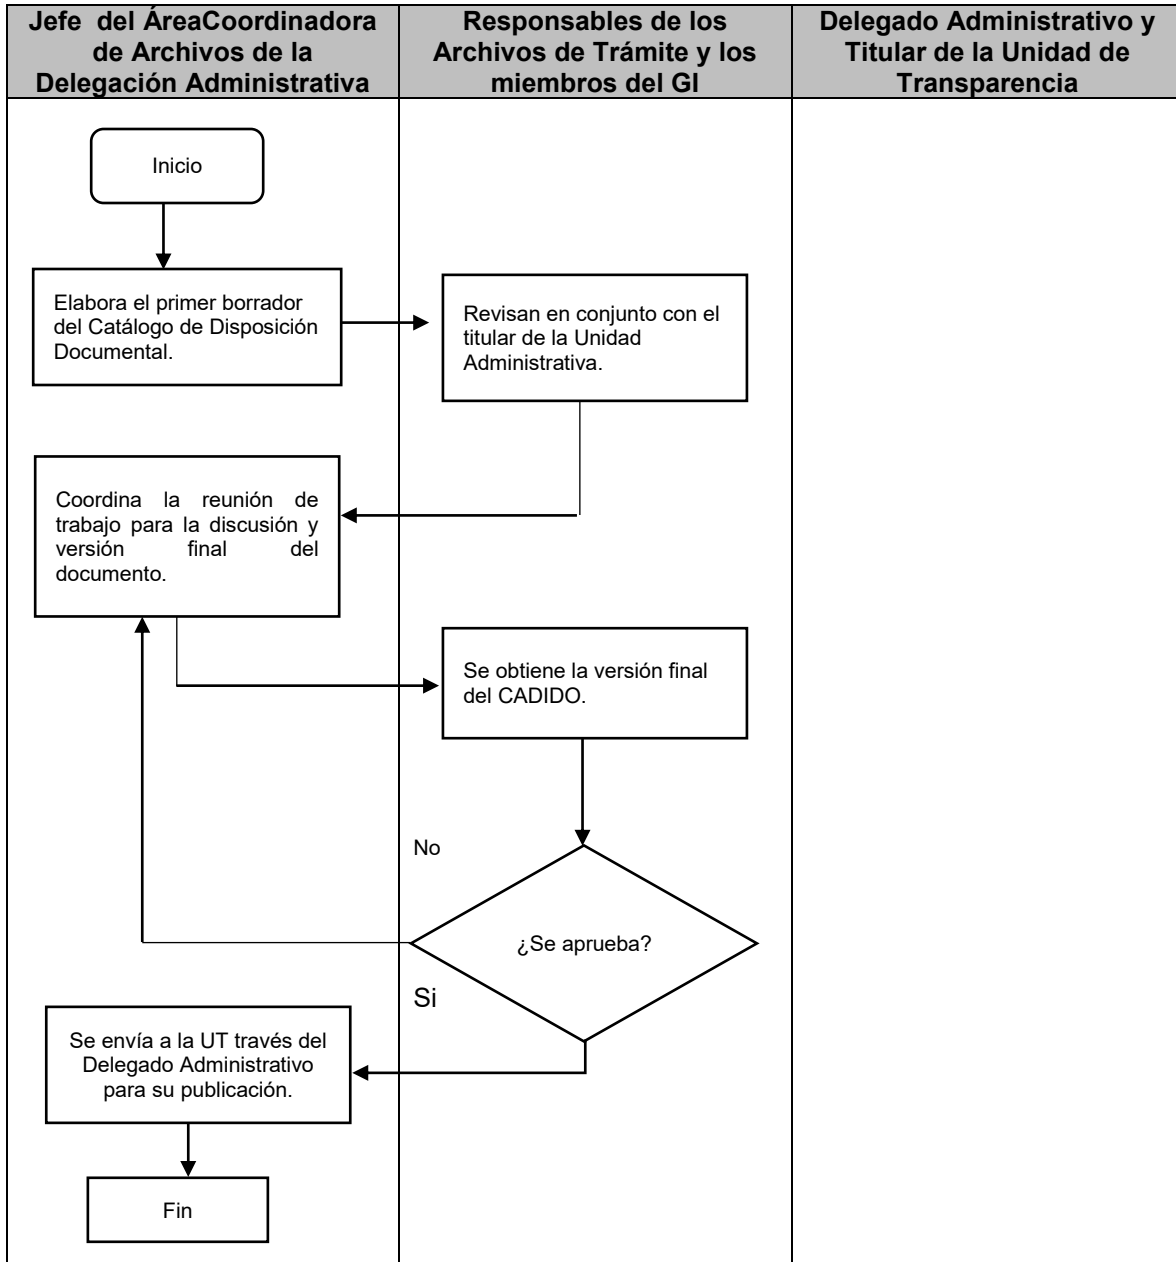 Jefe del ÁreaCoordinadora
de Archivos de la
Delegación Administrativa
Responsables de los
Archivos de Trámite y los
miembros del GI
Delegado Administrativo y
Titular de la Unidad de
Transparencia
Inicio
Elabora el primer borrador
del Catálogo de Disposición
Documental.
Revisan en conjunto con el
titular de la Unidad
Administrativa.
Coordina la reunión de
trabajo para la discusión y
versión final del
documento.
Se obtiene la versión final
del CADIDO.
No
¿Se aprueba?
Si
Se envía a la UT través del
Delegado Administrativo
para su publicación.
Fin